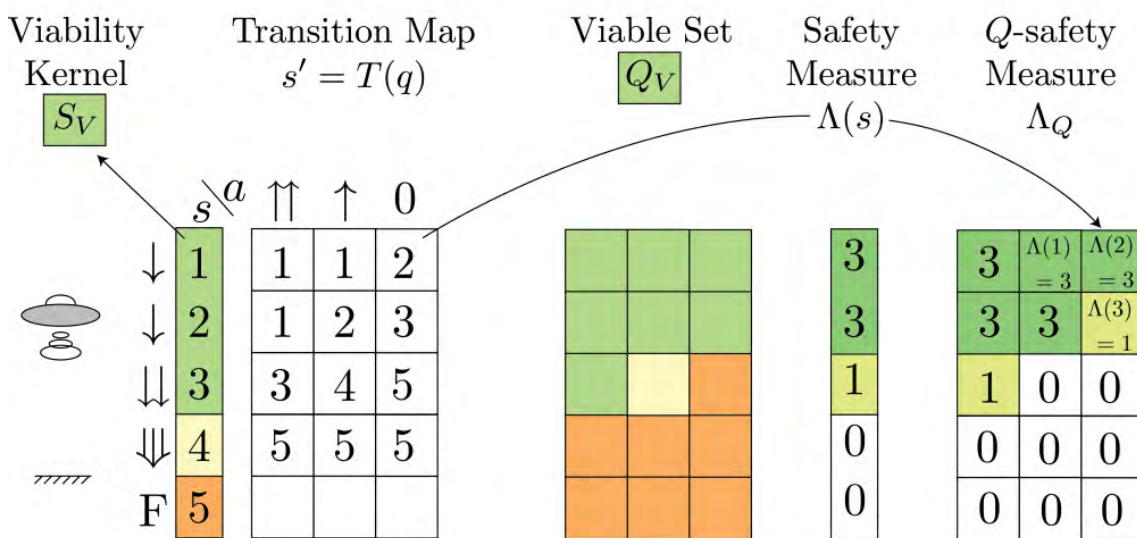 Viability Kernel
S_V
Transition Map
s′ = T(q)
Viable Set
Q_V
Safety Measure
Λ(s)
Q-safety Measure
Λ_Q
s\a ⇈ ↑ 0
↓ 1 1 1 2 3 3 Λ(1) = 3 Λ(2) = 3
↓ 2 1 2 3 3 3 3 Λ(3) = 1
⇊ 3 3 4 5 1 1 0 0
⤋ 4 5 5 5 0 0 0 0
F 5 0 0 0 0